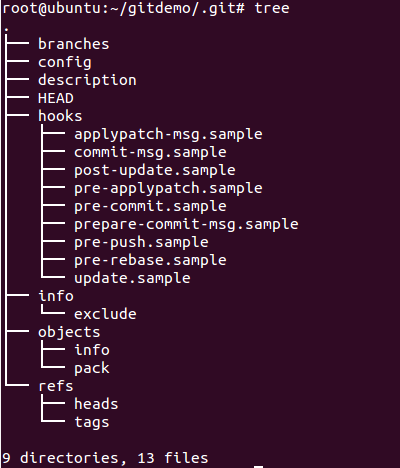 root@ubuntu:~/gitdemo/.git# tree
.
├── branches
├── config
├── description
├── HEAD
├── hooks
│   ├── applypatch-msg.sample
│   ├── commit-msg.sample
│   ├── post-update.sample
│   ├── pre-applypatch.sample
│   ├── pre-commit.sample
│   ├── prepare-commit-msg.sample
│   ├── pre-push.sample
│   ├── pre-rebase.sample
│   └── update.sample
├── info
│   └── exclude
├── objects
│   ├── info
│   └── pack
└── refs
    ├── heads
    └── tags
9 directories, 13 files